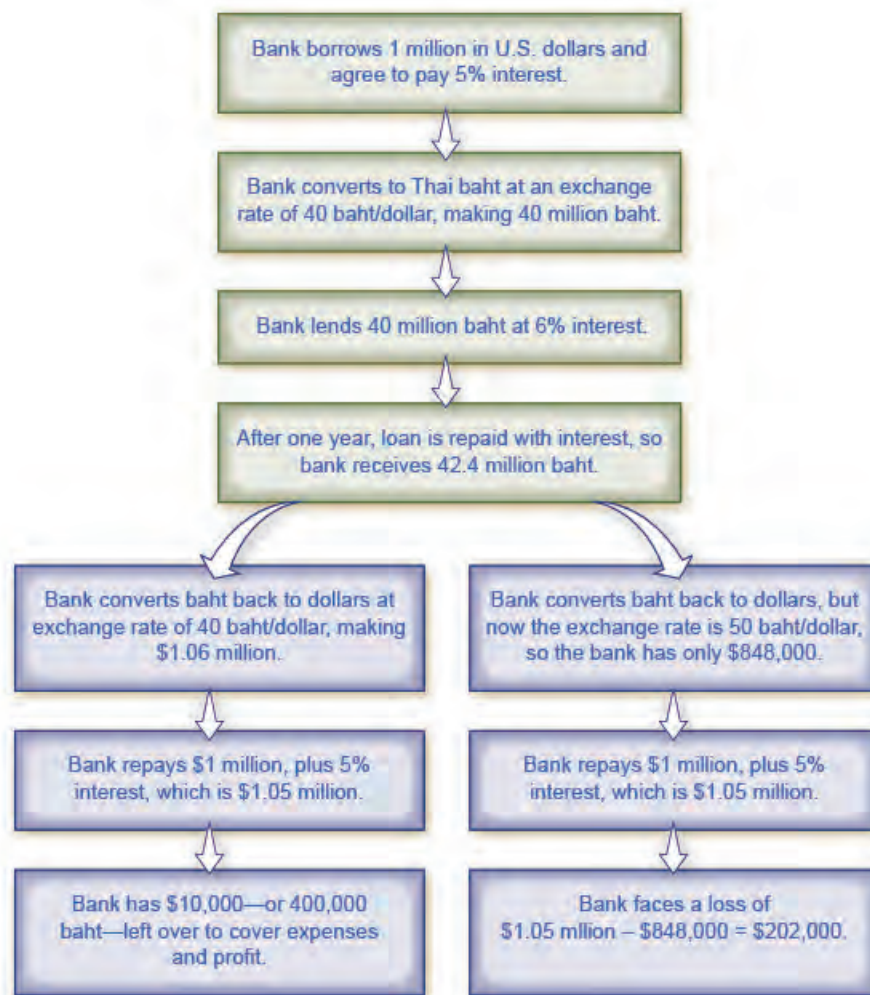 Bank borrows 1 million in U.S. dollars and
agree to pay 5% interest.
Bank converts to Thai baht at an exchange
rate of 40 baht/dollar, making 40 million baht.
Bank lends 40 million baht at 6% interest.
After one year, loan is repaid with interest, so
bank receives 42.4 million baht.
Bank converts baht back to dollars at
exchange rate of 40 baht/dollar, making
$1.06 million.
Bank repays $1 million, plus 5%
interest, which is $1.05 million.
Bank has $10,000—or 400,000
baht—left over to cover expenses
and profit.
Bank converts baht back to dollars, but
now the exchange rate is 50 baht/dollar,
so the bank has only $848,000.
Bank repays $1 million, plus 5%
interest, which is $1.05 million.
Bank faces a loss of
$1.05 mllion – $848,000 = $202,000.